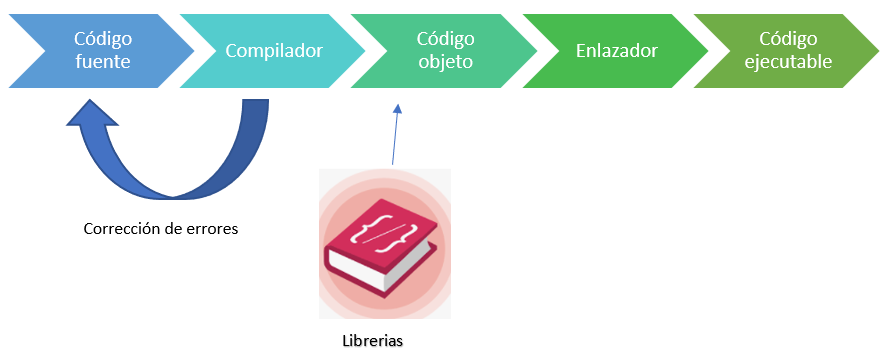 Código
fuente
Compilador
Código
objeto
Enlazador
Código
ejecutable
Corrección de errores
{/}
Librerias